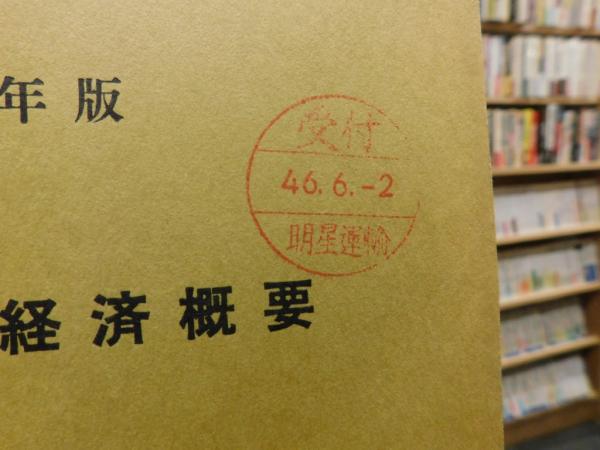 年版
受付
46.6.-2
明星運輸
経済概要